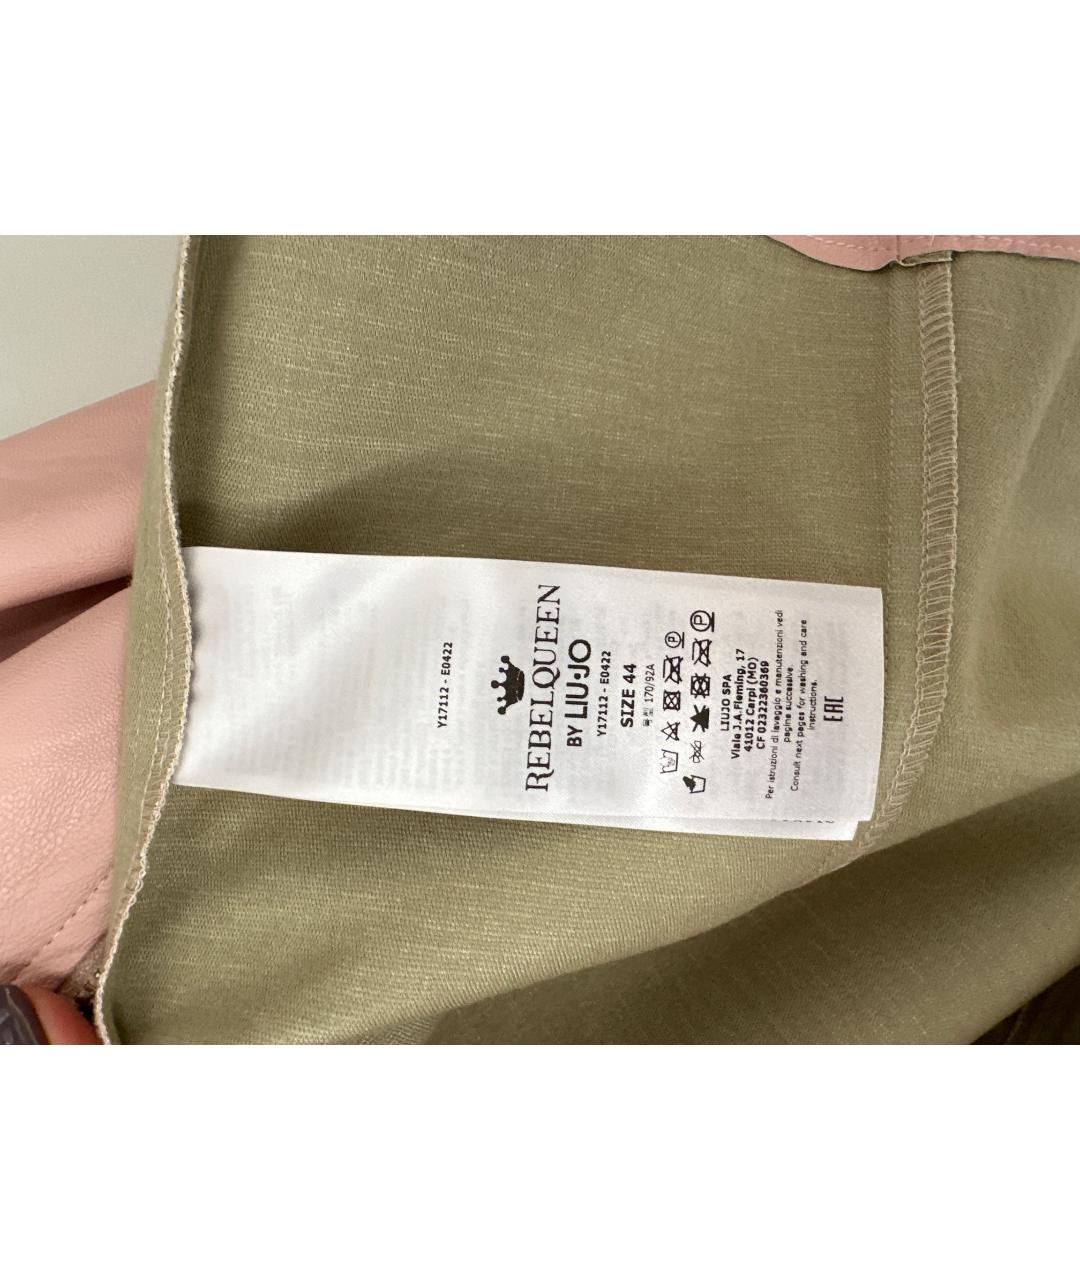 Y17112 - E0422
REBELQUEEN
BY LIU·JO
Y17112 - E0422
SIZE 44
号型 170/92A
LIUJO SPA
Viale J.A.Fleming, 17
41012 Carpi (MO)
CF 02322360369
Per istruzioni di lavaggio e manutenzioni vedi
pagine successive.
Consult next pages for washing and care
instructions.
EAC